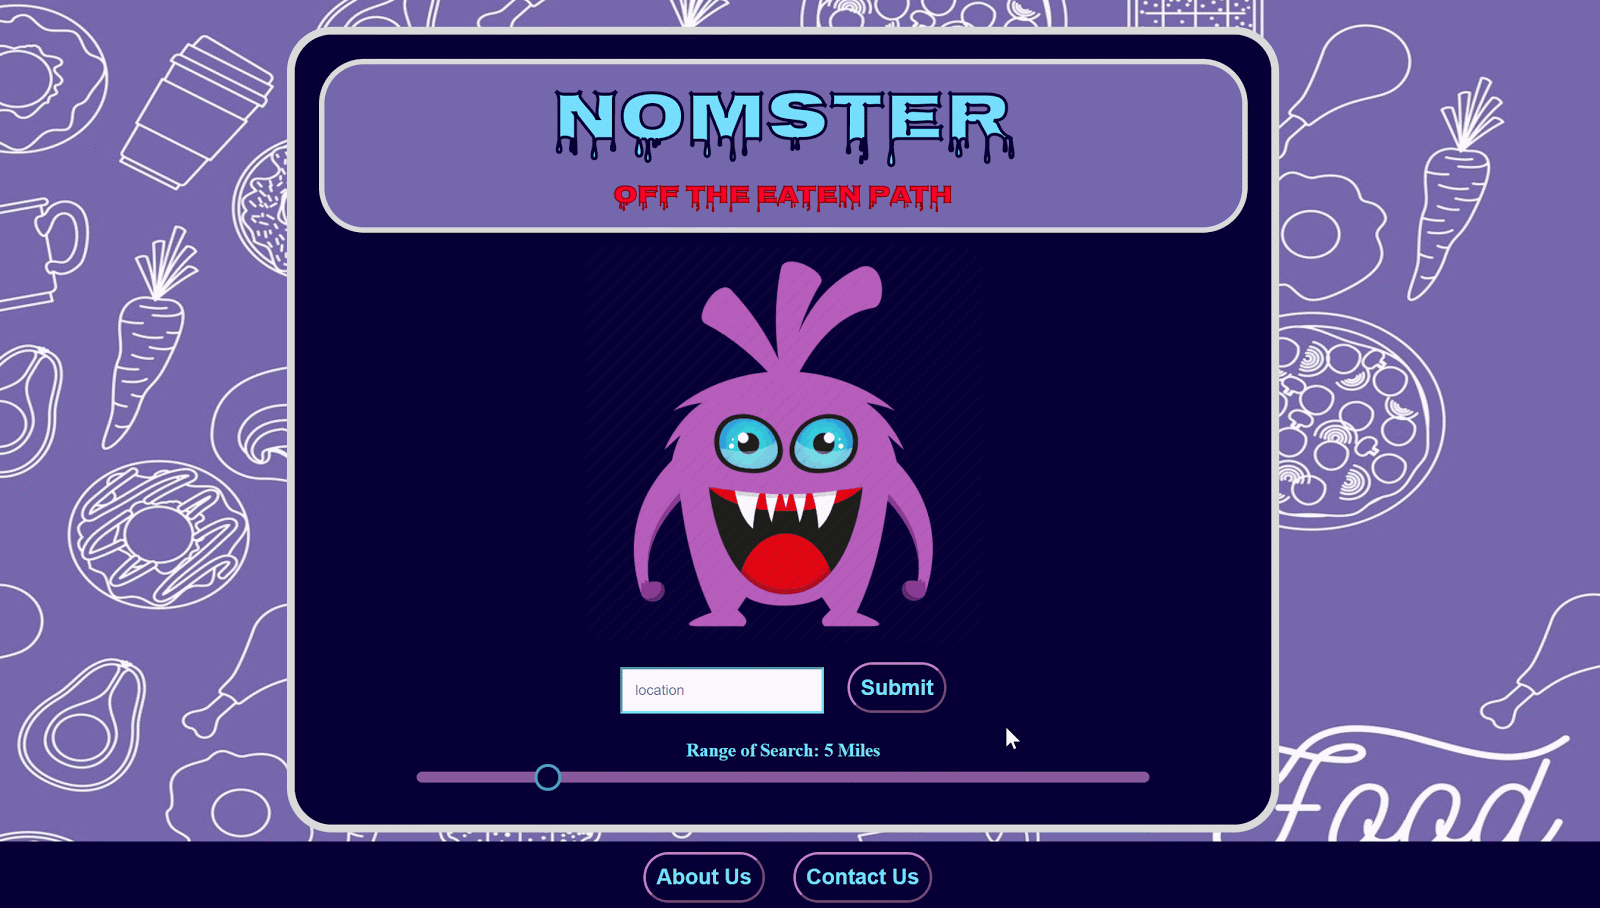 NOMSTER
OFF THE EATEN PATH
location
Submit
Range of Search: 5 Miles
Food
About Us
Contact Us